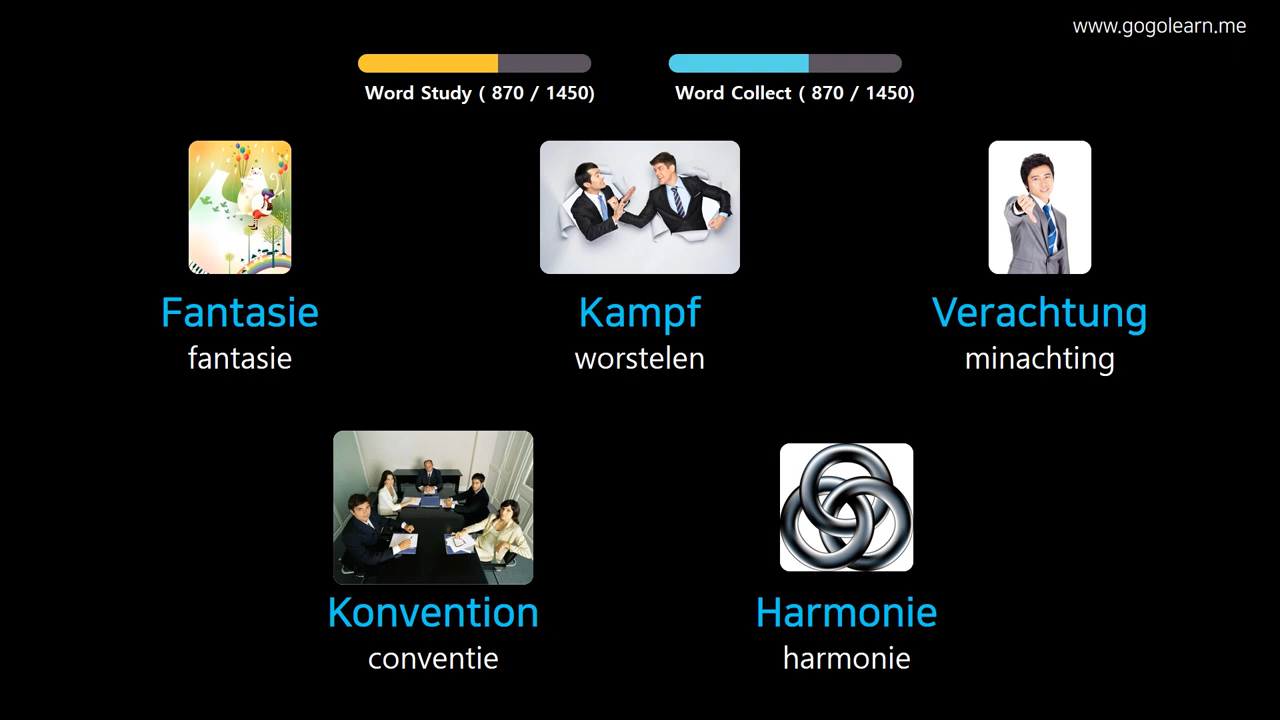 www.gogolearn.me
Word Study ( 870 / 1450)
Word Collect ( 870 / 1450)
Fantasie
fantasie
Kampf
worstelen
Verachtung
minachting
Konvention
conventie
Harmonie
harmonie